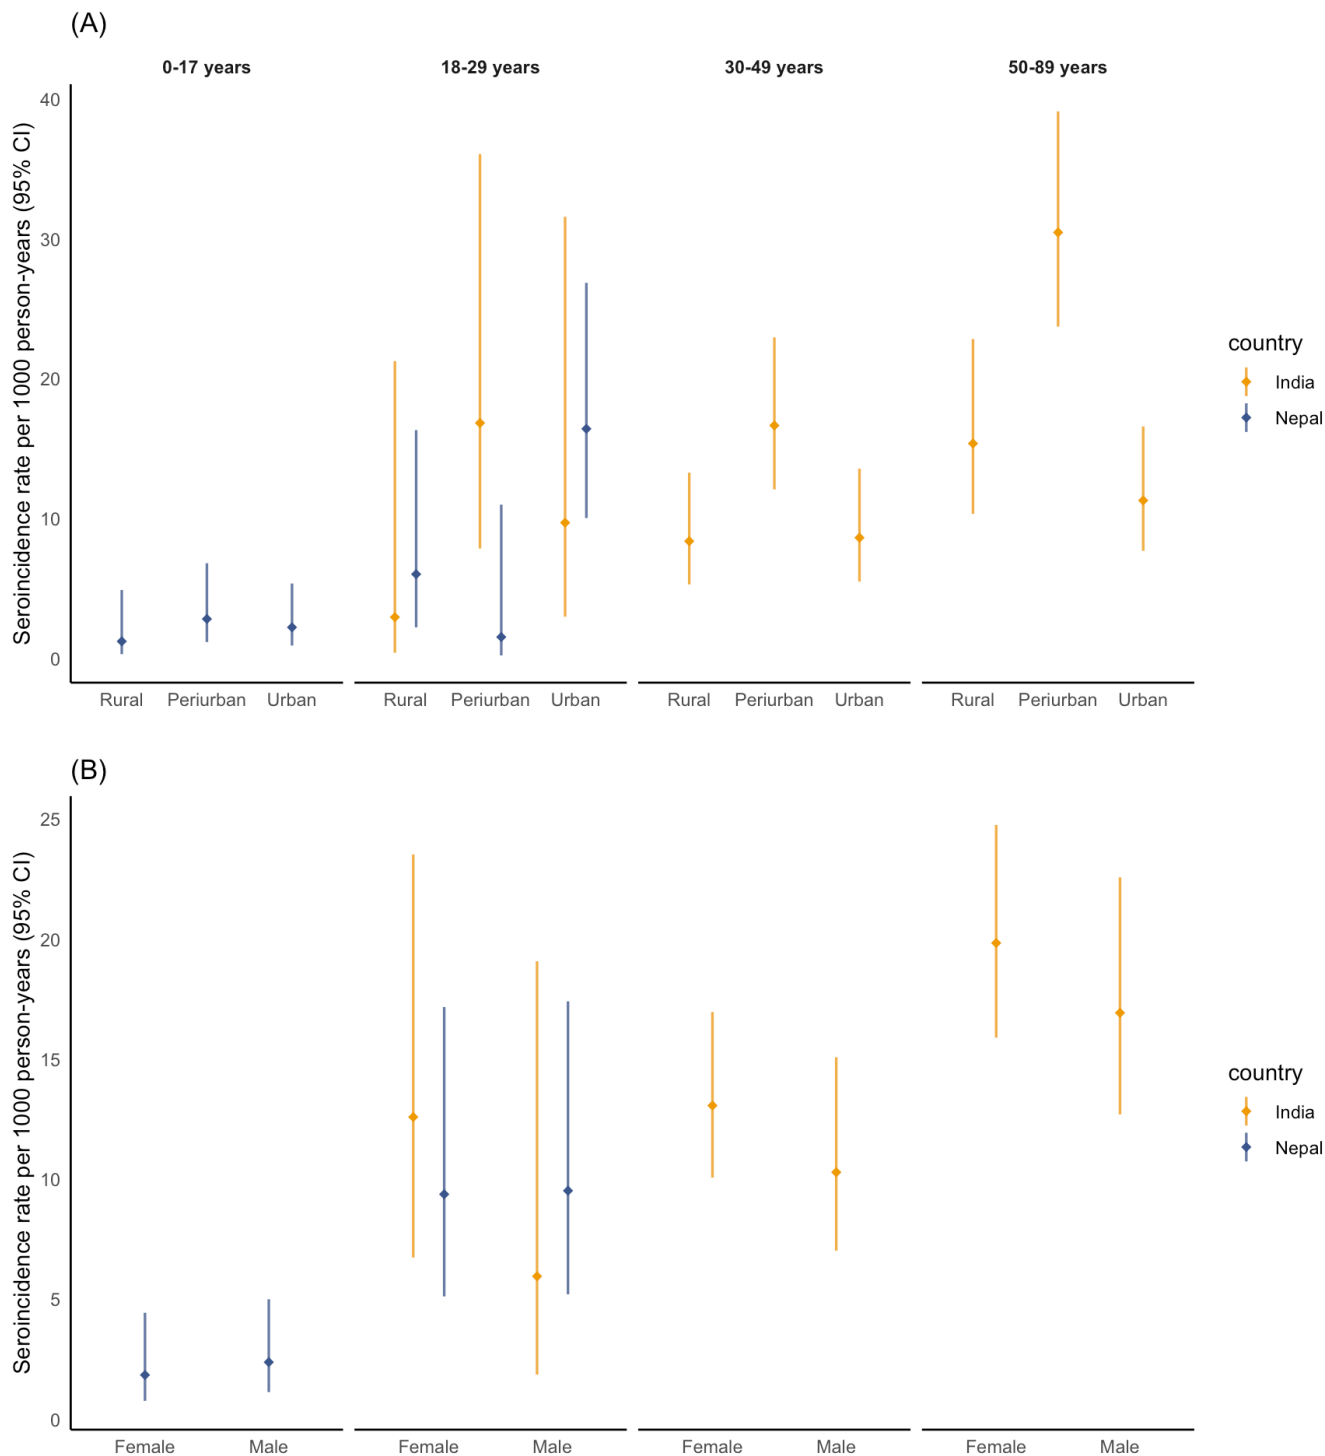 (A)
0-17 years 18-29 years 30-49 years 50-89 years
Seroincidence rate per 1000 person-years (95% CI)
40
30
20
10
0
Rural Periurban Urban Rural Periurban Urban Rural Periurban Urban Rural Periurban Urban
country
India
Nepal
(B)
Seroincidence rate per 1000 person-years (95% CI)
25
20
15
10
5
0
Female Male Female Male Female Male Female Male
country
India
Nepal